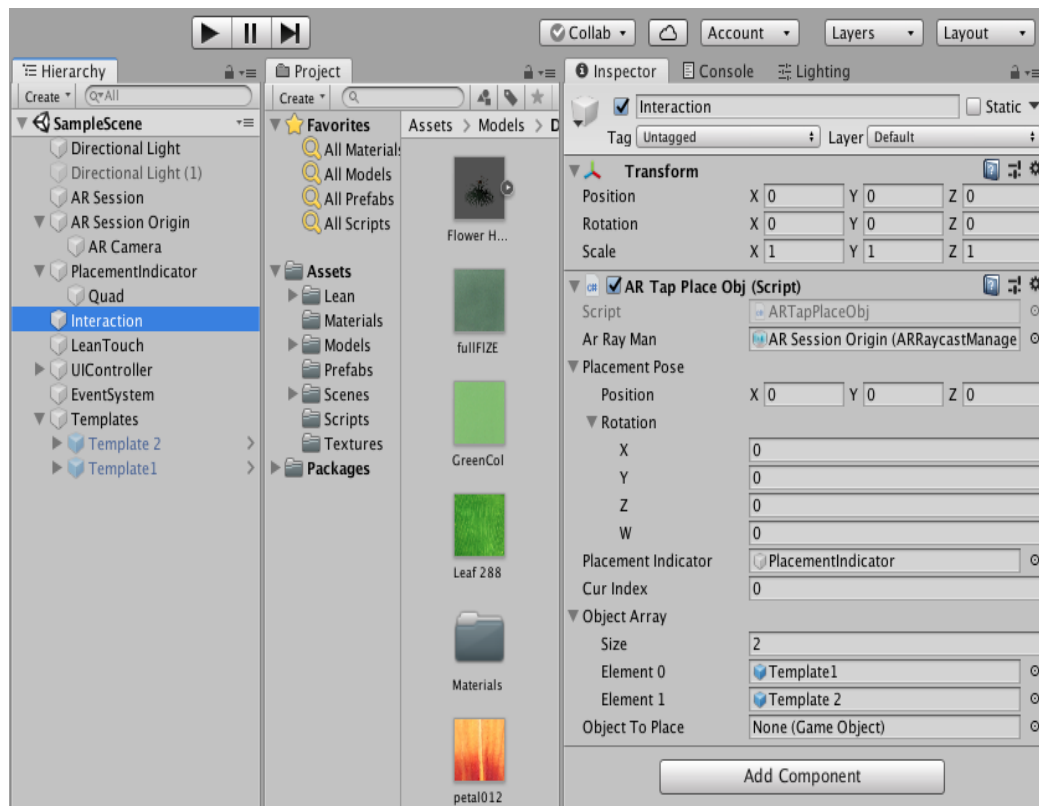 Collab
Account
Layers
Layout
Hierarchy
Create
All
SampleScene
Directional Light
Directional Light (1)
AR Session
AR Session Origin
AR Camera
PlacementIndicator
Quad
Interaction
LeanTouch
UIController
EventSystem
Templates
Template 2
Template1
Project
Create
Favorites
All Materials
All Models
All Prefabs
All Scripts
Assets
Lean
Materials
Models
Prefabs
Scenes
Scripts
Textures
Packages
Assets > Models > D
Flower H...
fullFIZE
GreenCol
Leaf 288
Materials
petal012
Inspector
Console
Lighting
Interaction
Static
Tag Untagged Layer Default
Transform
Position X 0 Y 0 Z 0
Rotation X 0 Y 0 Z 0
Scale X 1 Y 1 Z 1
AR Tap Place Obj (Script)
Script ARTapPlaceObj
Ar Ray Man AR Session Origin (ARRaycastManage
Placement Pose
Position X 0 Y 0 Z 0
Rotation
X 0
Y 0
Z 0
W 0
Placement Indicator PlacementIndicator
Cur Index 0
Object Array
Size 2
Element 0 Template1
Element 1 Template 2
Object To Place None (Game Object)
Add Component